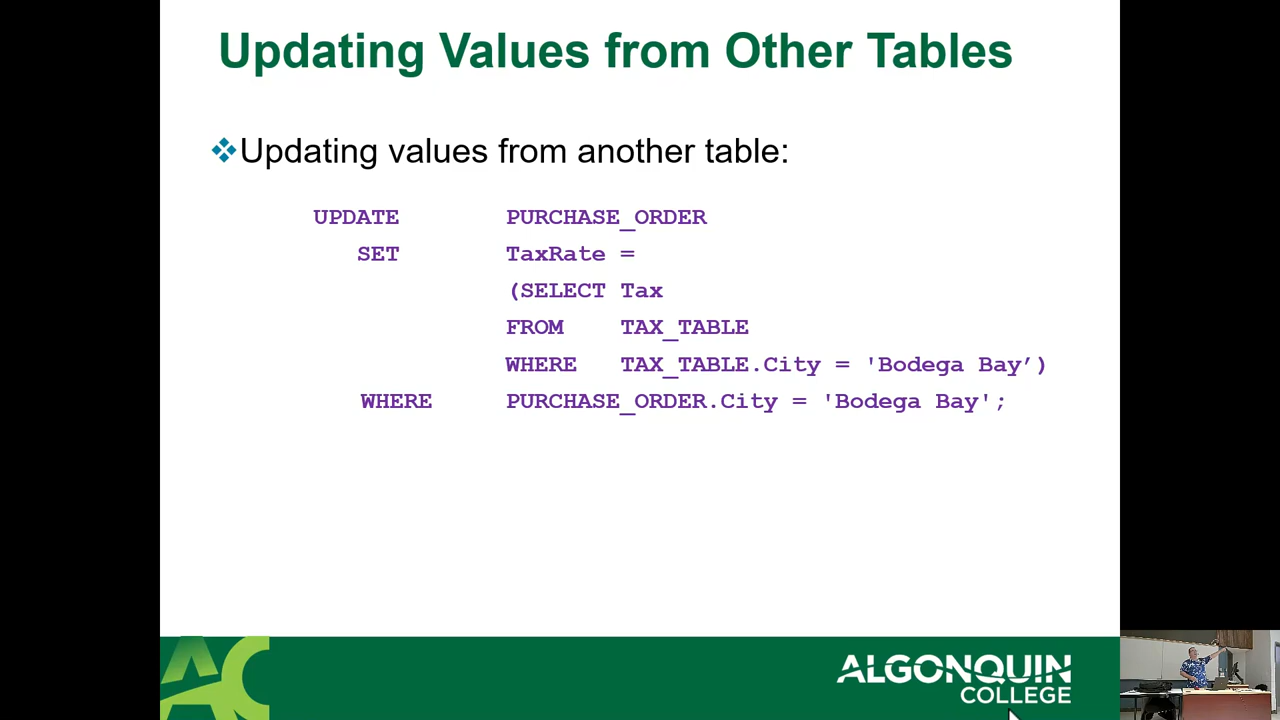 Updating Values from Other Tables
❖Updating values from another table:
UPDATE PURCHASE_ORDER
SET TaxRate =
(SELECT Tax
FROM TAX_TABLE
WHERE TAX_TABLE.City = 'Bodega Bay’)
WHERE PURCHASE_ORDER.City = 'Bodega Bay';
AC
ALGONQUIN
COLLEGE